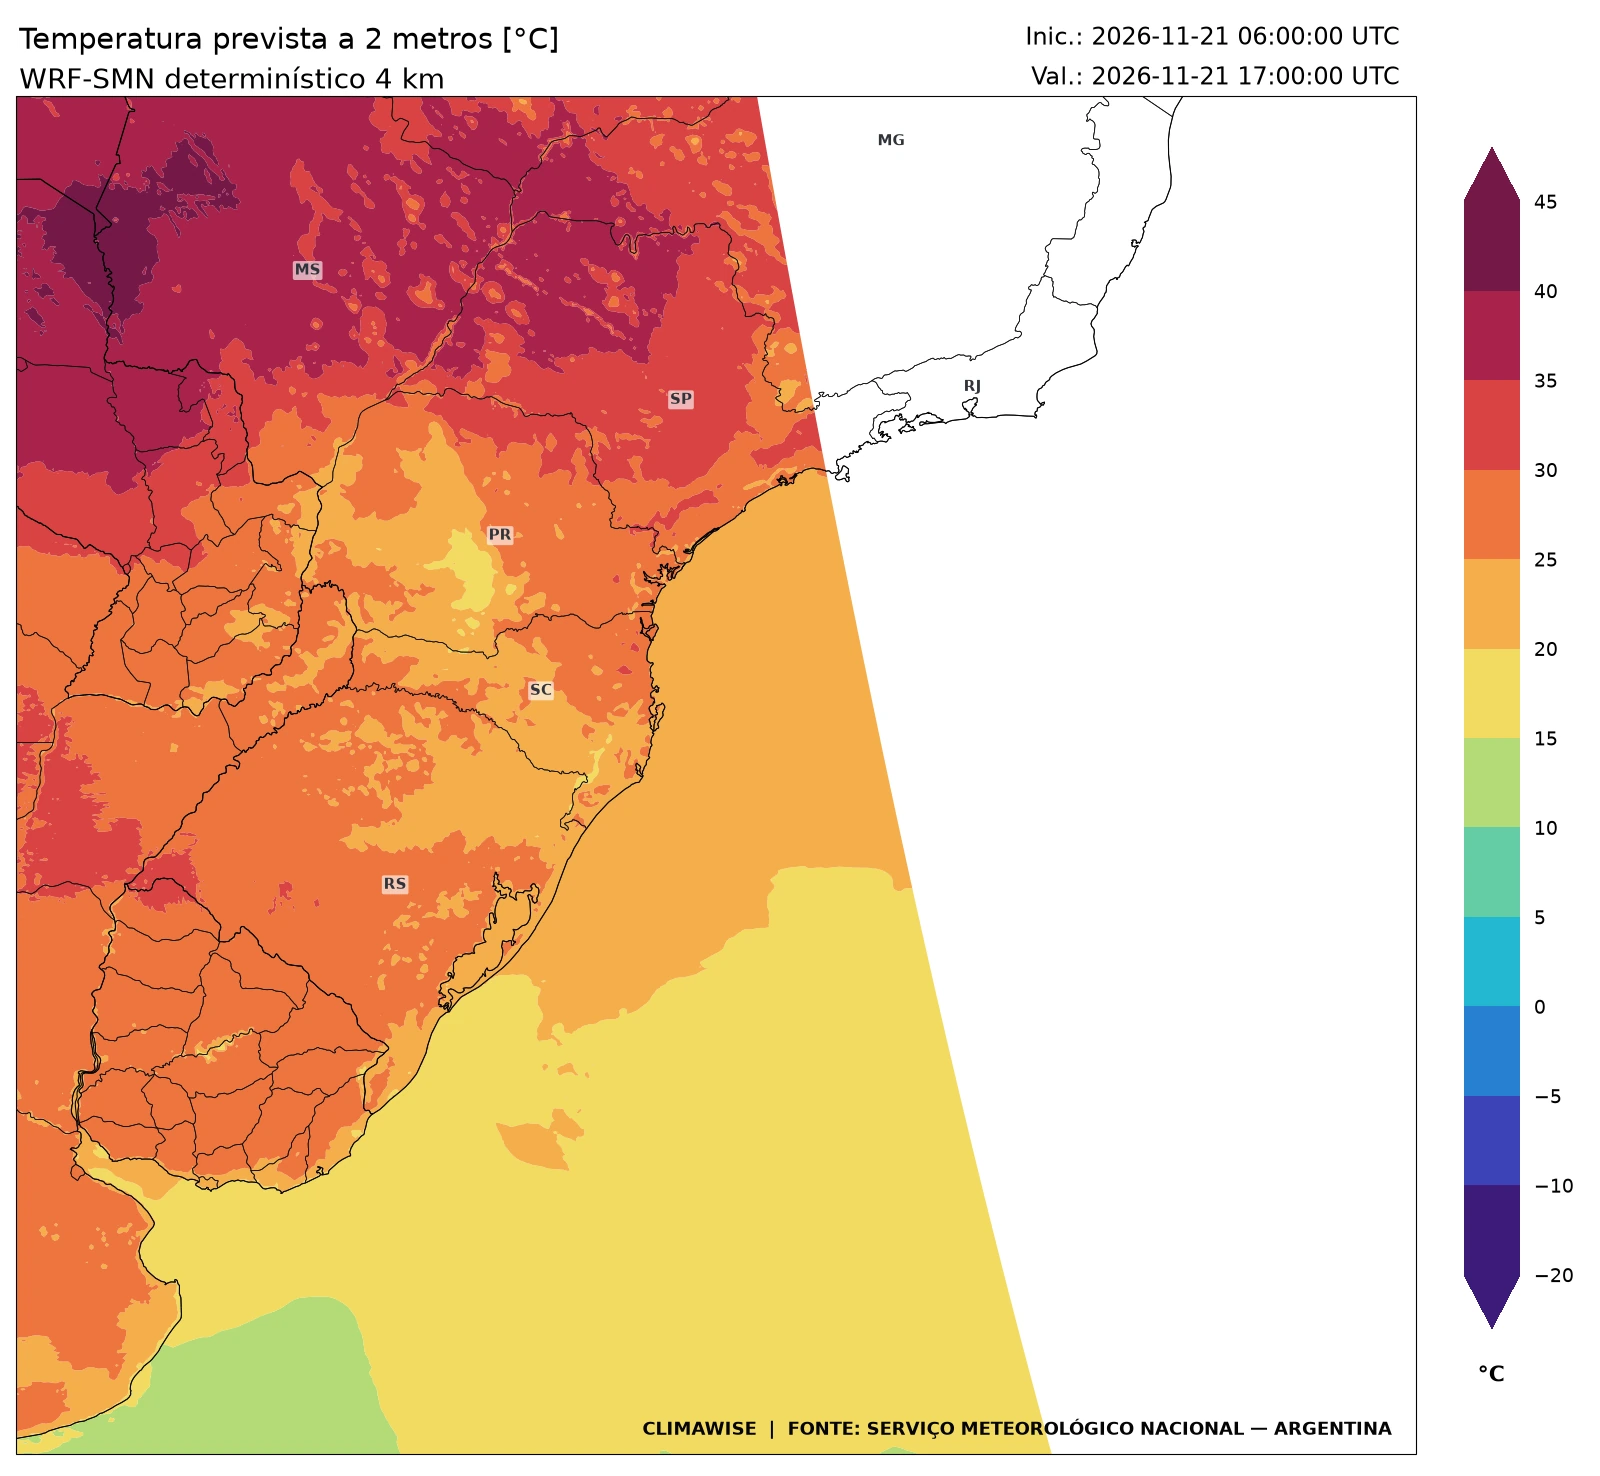 Temperatura prevista a 2 metros [°C]
WRF-SMN determinístico 4 km
Inic.: 2026-11-21 06:00:00 UTC
Val.: 2026-11-21 17:00:00 UTC
MG
MS
RJ
SP
PR
SC
RS
45
40
35
30
25
20
15
10
5
0
−5
−10
−20
°C
CLIMAWISE | FONTE: SERVIÇO METEOROLÓGICO NACIONAL — ARGENTINA